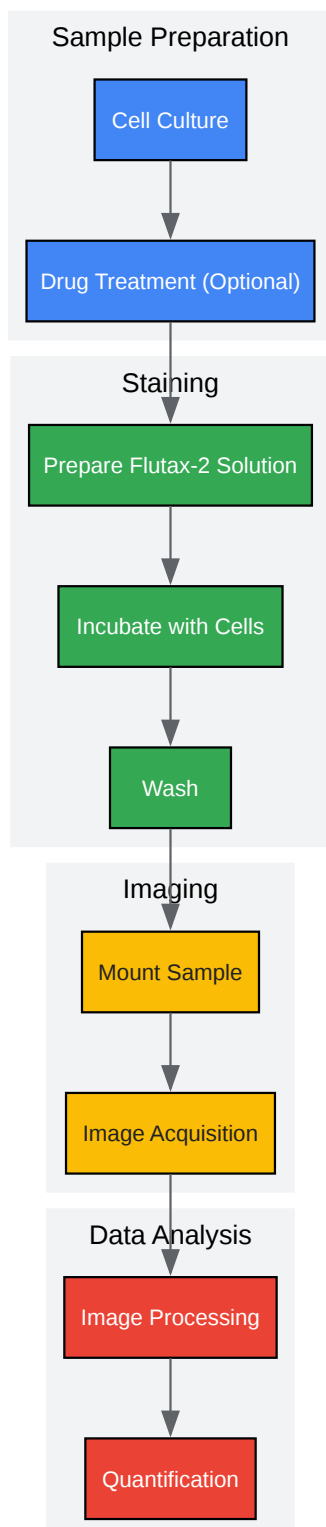 Sample Preparation
Cell Culture
Drug Treatment (Optional)
Staining
Prepare Flutax-2 Solution
Incubate with Cells
Wash
Imaging
Mount Sample
Image Acquisition
Data Analysis
Image Processing
Quantification